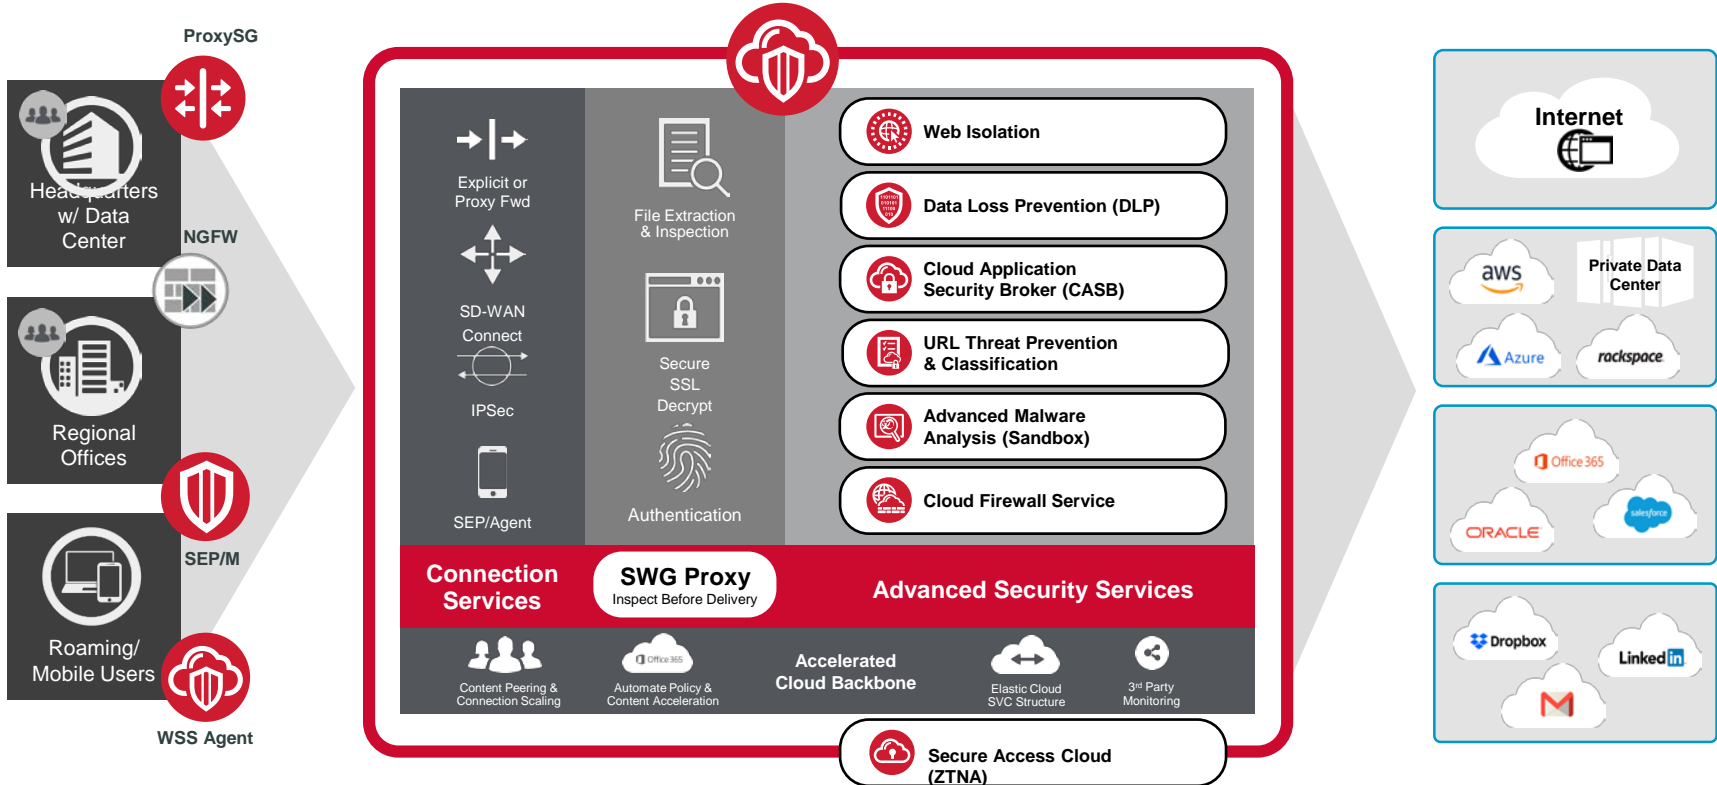 ProxySG
Headquarters
w/ Data
Center
NGFW
Regional
Offices
SEP/M
Roaming/
Mobile Users
WSS Agent
Explicit or
Proxy Fwd
SD-WAN
Connect
IPSec
SEP/Agent
File Extraction
& Inspection
Secure
SSL
Decrypt
Authentication
Web Isolation
1101101
010101
11100
010
Data Loss Prevention (DLP)
Cloud Application
Security Broker (CASB)
URL Threat Prevention
& Classification
Advanced Malware
Analysis (Sandbox)
Cloud Firewall Service
Connection
Services
SWG Proxy
Inspect Before Delivery
Advanced Security Services
Content Peering &
Connection Scaling
Office 365
Automate Policy &
Content Acceleration
Accelerated
Cloud Backbone
Elastic Cloud
SVC Structure
3rd Party
Monitoring
Secure Access Cloud
(ZTNA)
Internet
aws
Private Data
Center
Azure
rackspace
Office 365
salesforce
ORACLE
Dropbox
Linked in